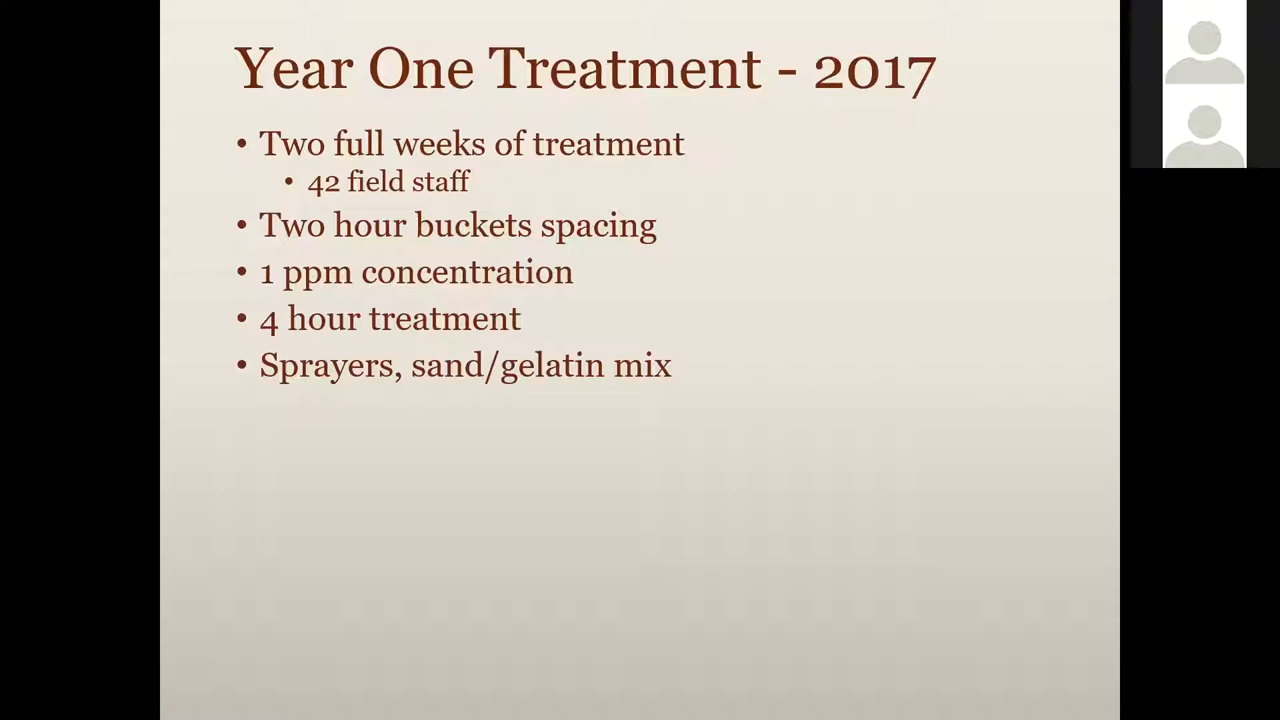 Year One Treatment - 2017
• Two full weeks of treatment
• 42 field staff
• Two hour buckets spacing
• 1 ppm concentration
• 4 hour treatment
• Sprayers, sand/gelatin mix